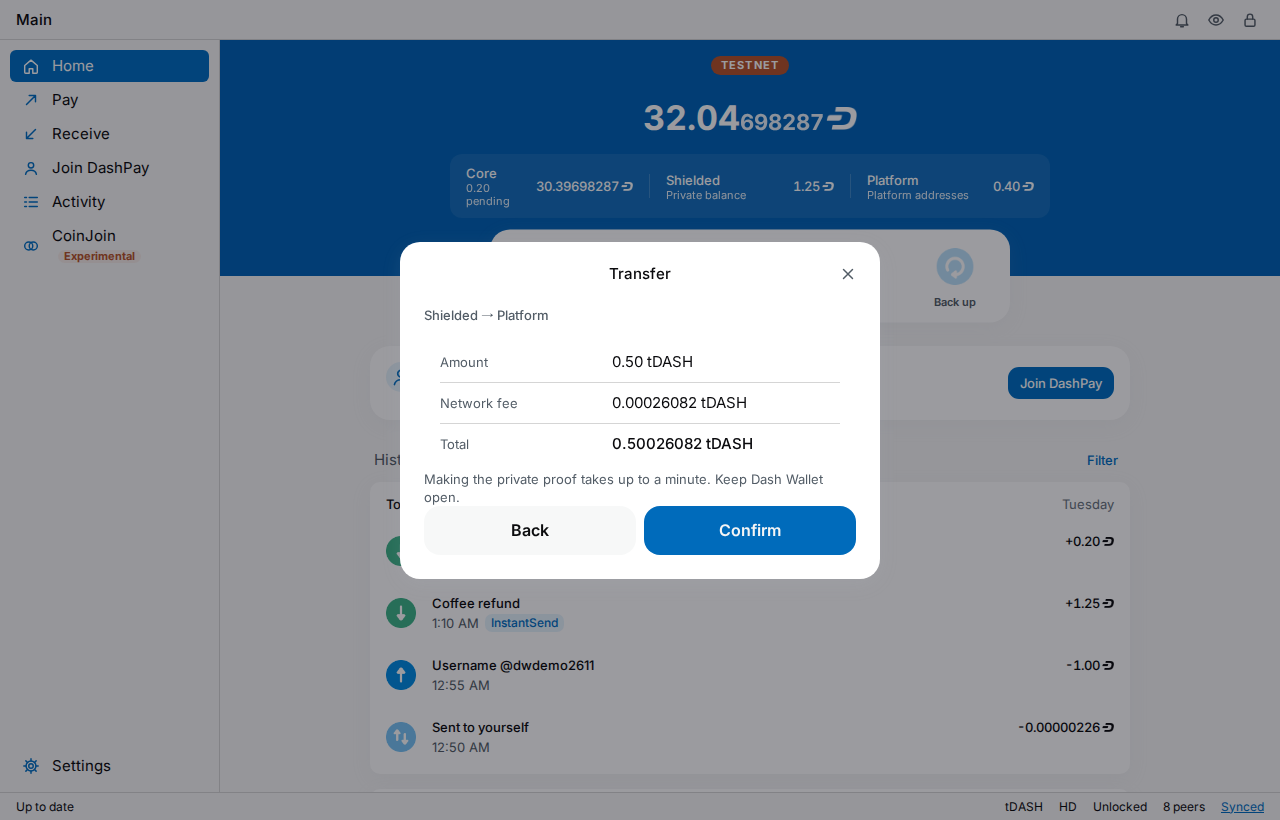 Main
Home
Pay
Receive
Join DashPay
Activity
CoinJoin
Experimental
Settings
TESTNET
32.04698287
Core
0.20 pending
30.39698287
Shielded
Private balance
1.25
Platform
Platform addresses
0.40
Back up
Join DashPay
Filter
Tuesday
+0.20
Transfer
Shielded → Platform
Amount 0.50 tDASH
Network fee 0.00026082 tDASH
Total 0.50026082 tDASH
Making the private proof takes up to a minute. Keep Dash Wallet
open.
Back Confirm
Coffee refund +1.25
1:10 AM InstantSend
Username @dwdemo2611 -1.00
12:55 AM
Sent to yourself -0.00000226
12:50 AM
Up to date tDASH HD Unlocked 8 peers Synced